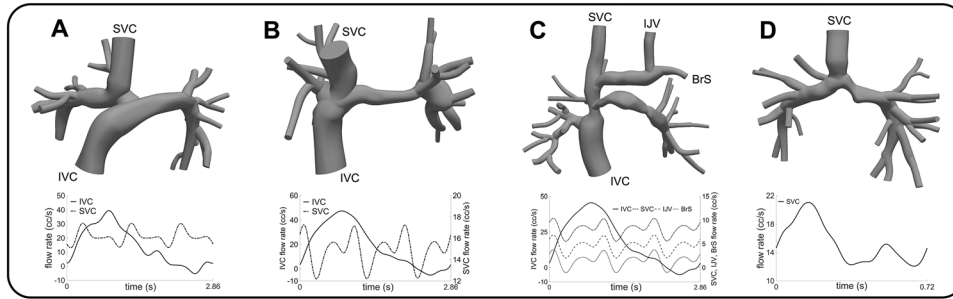 A
B
C
D
SVC
IVC
SVC
IVC
SVC
IJV
BrS
IVC
SVC
flow rate (cc/s)
50
40
30
20
10
0
-10
IVC
SVC
0
time (s)
2.86
IVC flow rate (cc/s)
60
40
20
0
-10
IVC
SVC
20
18
16
14
12
SVC flow rate (cc/s)
0
time (s)
2.86
IVC flow rate (cc/s)
50
40
30
20
10
0
-10
IVC SVC IJV BrS
15
10
5
0
SVC, IJV, BrS flow rate (cc/s)
0
time (s)
2.86
flow rate (cc/s)
22
18
14
10
SVC
0
time (s)
0.72